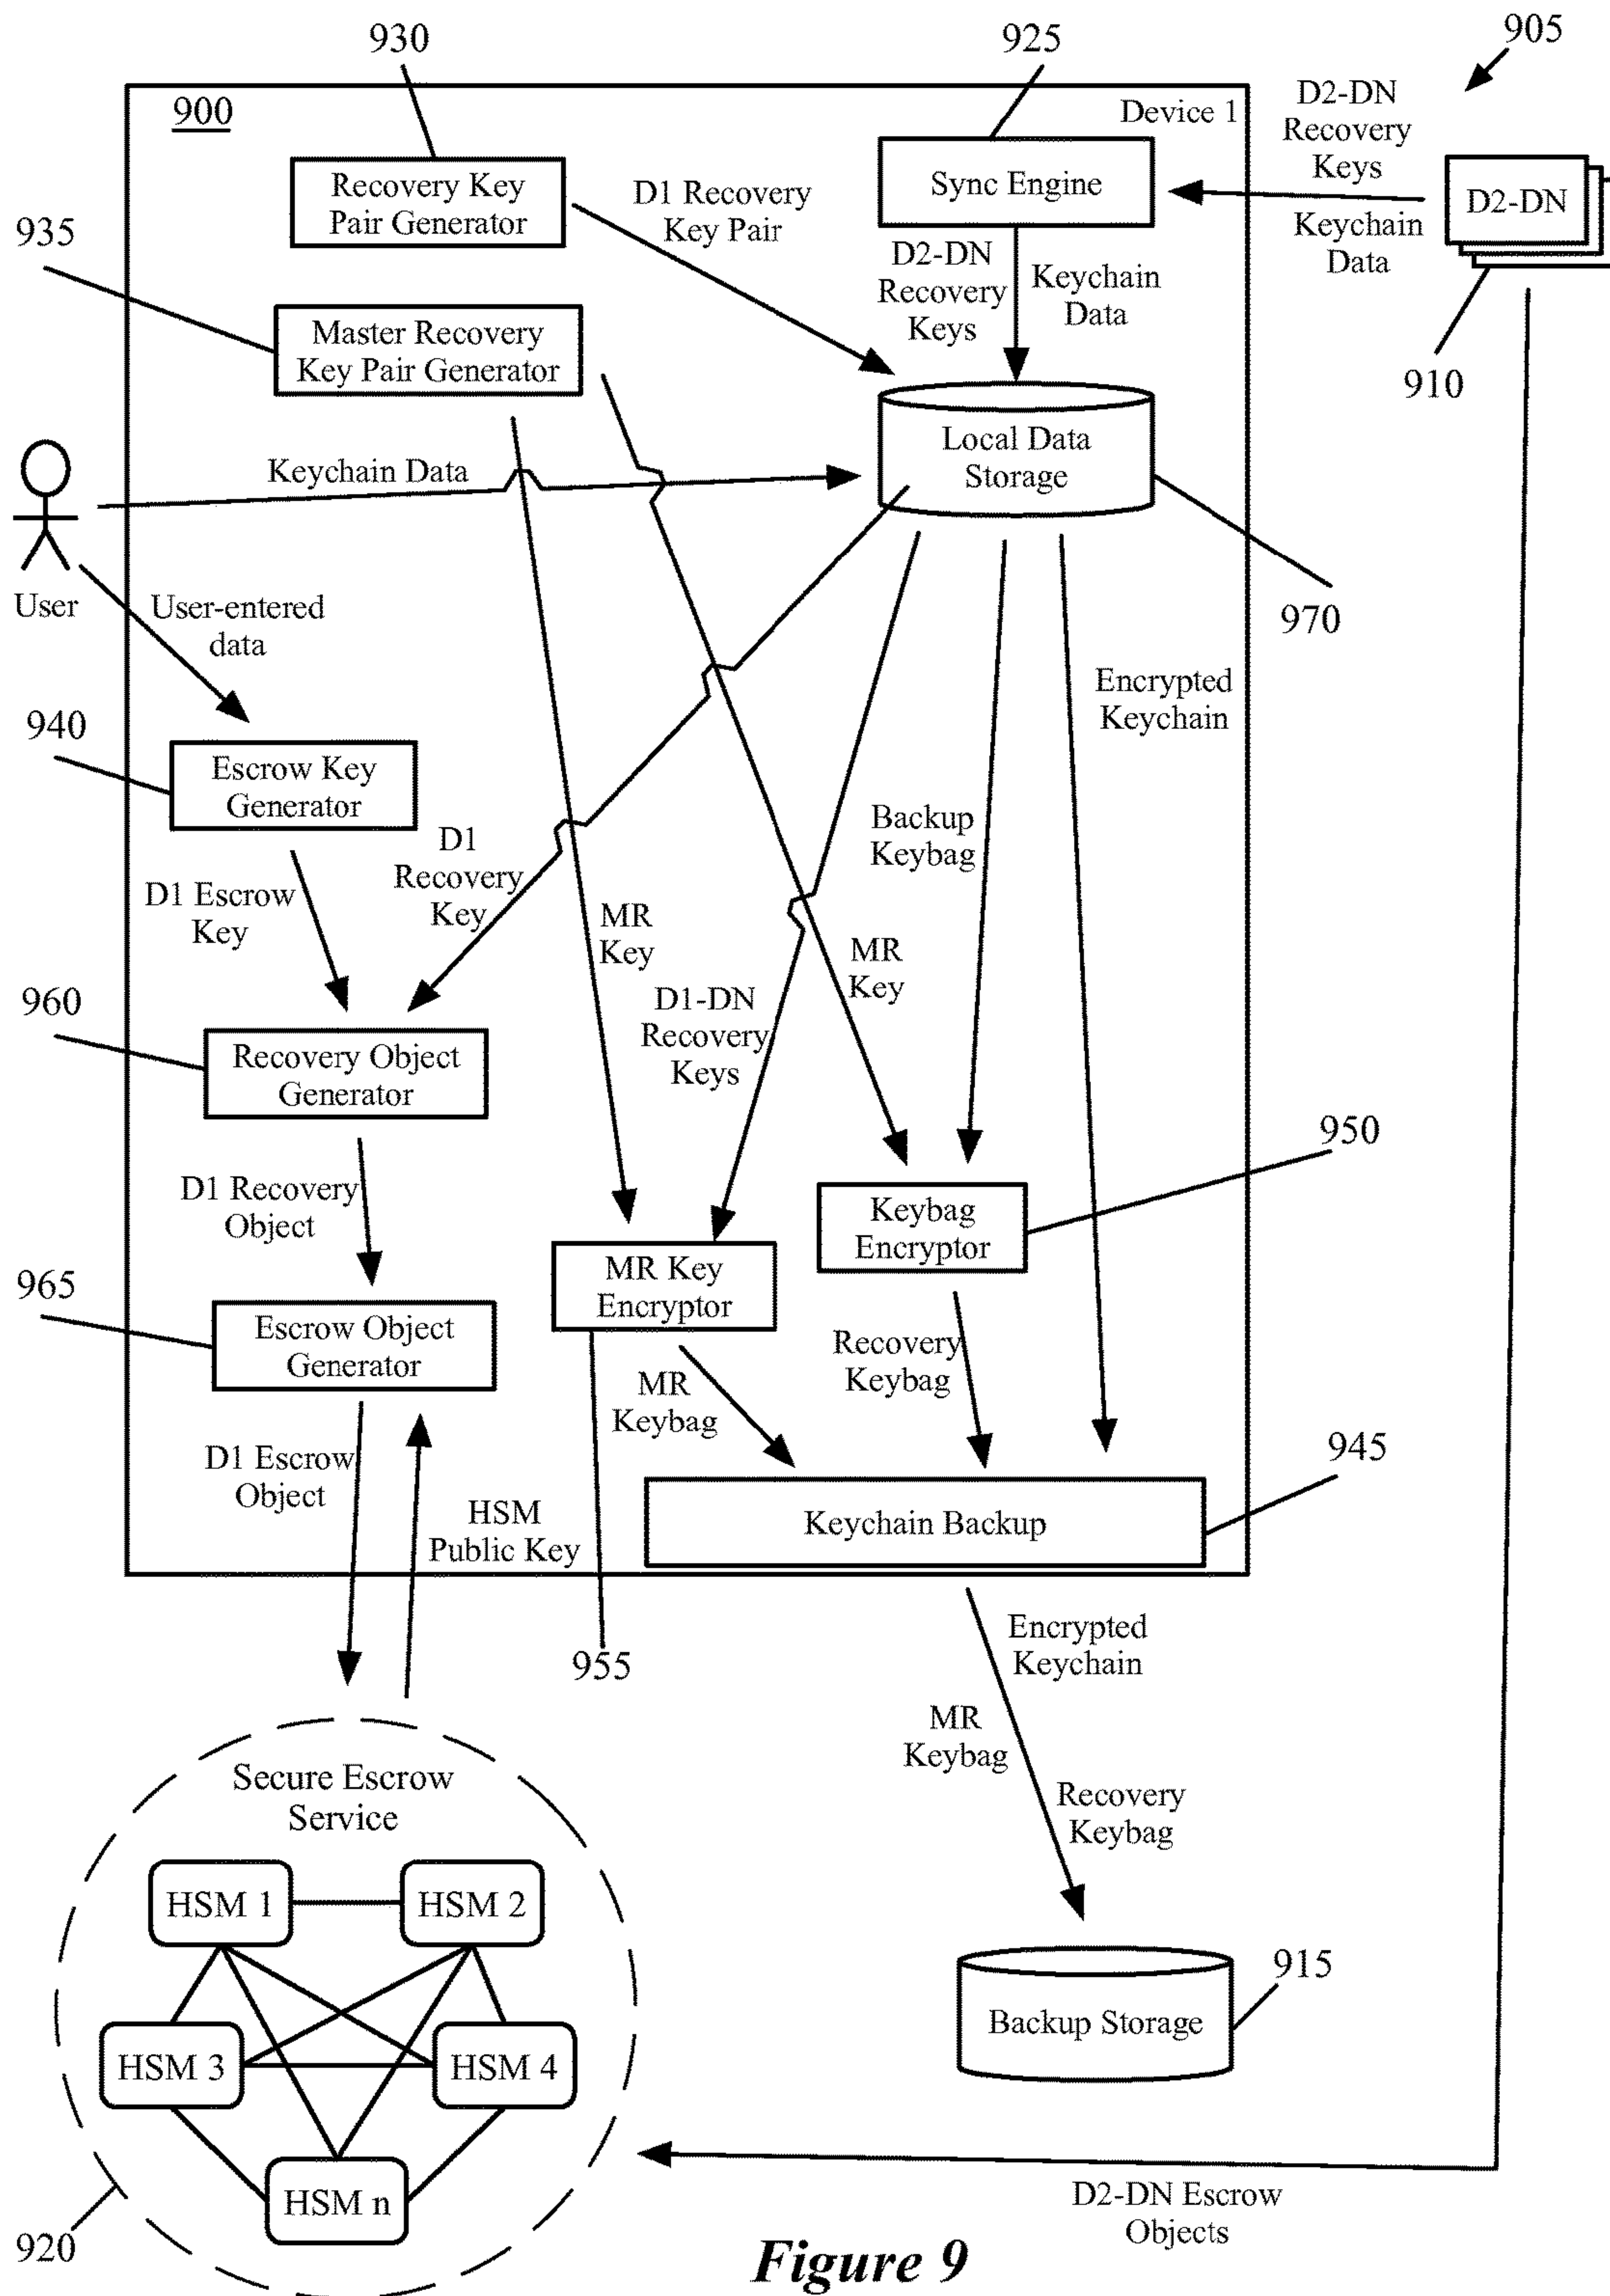 930
925
905
900
Device 1
D2-DN
Recovery
Keys
Recovery Key
Pair Generator
D1 Recovery
Key Pair
Sync Engine
D2-DN
Keychain
Data
935
D2-DN
Recovery
Keys
Keychain
Data
Master Recovery
Key Pair Generator
910
Keychain Data
Local Data
Storage
User
User-entered
data
970
940
Encrypted
Keychain
Escrow Key
Generator
D1
Recovery
Key
Backup
Keybag
D1 Escrow
Key
MR
Key
MR
Key
960
D1-DN
Recovery
Keys
Recovery Object
Generator
950
D1 Recovery
Object
Keybag
Encryptor
965
MR Key
Encryptor
Escrow Object
Generator
Recovery
Keybag
MR
Keybag
945
D1 Escrow
Object
HSM
Public Key
Keychain Backup
955
Encrypted
Keychain
MR
Keybag
Recovery
Keybag
Secure Escrow
Service
HSM 1
HSM 2
HSM 3
HSM 4
HSM n
915
Backup Storage
920
D2-DN Escrow
Objects
Figure 9